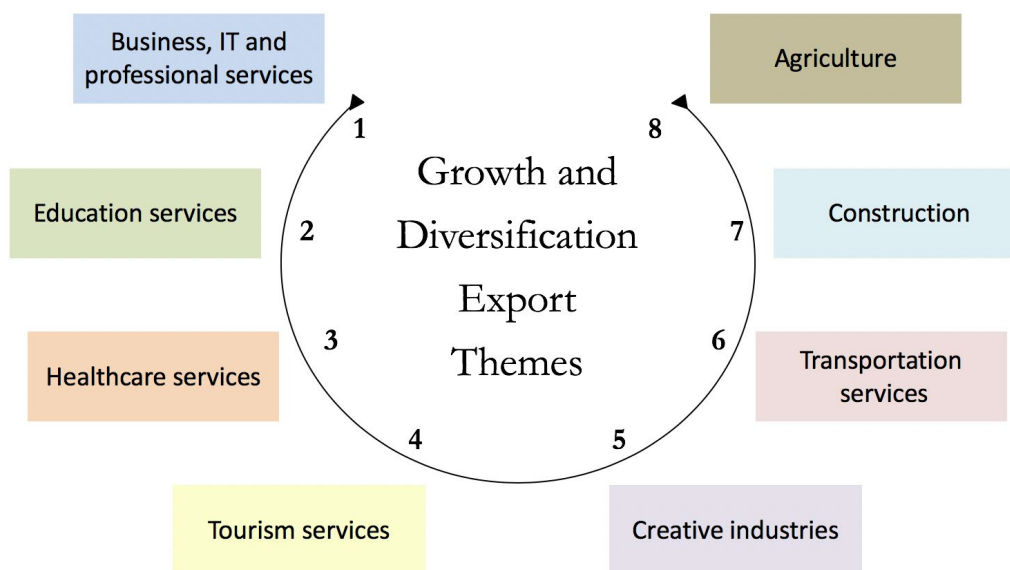 Business, IT and
professional services
1
Education services
2
Healthcare services
3
Tourism services
4
Growth and
Diversification
Export
Themes
5
Creative industries
6
Transportation
services
7
Construction
8
Agriculture